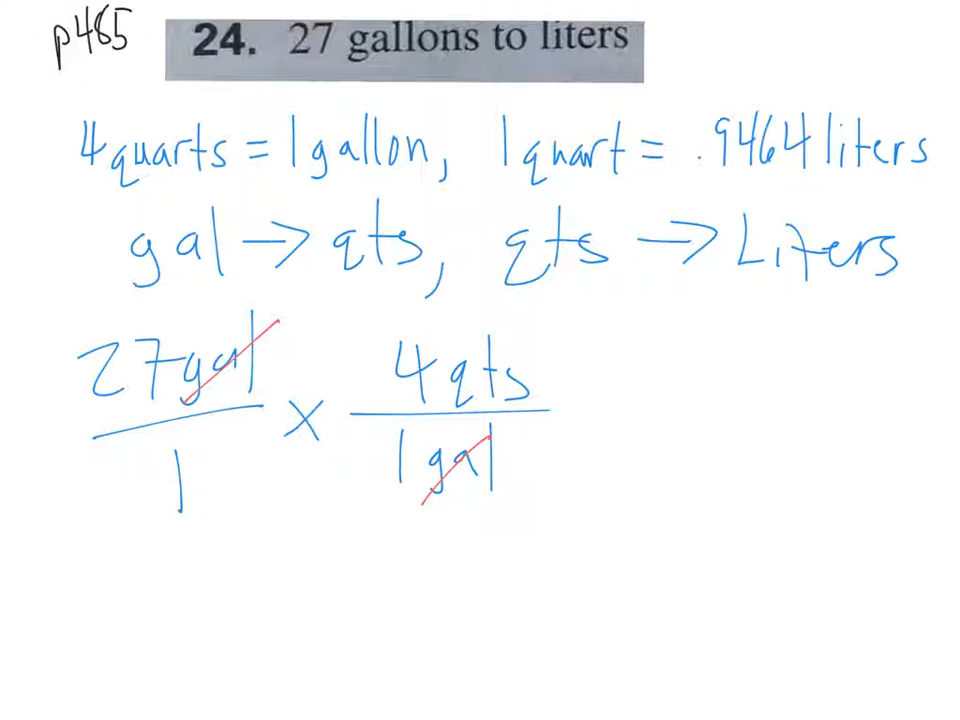 p485
24. 27 gallons to liters
4 quarts = 1 gallon, 1 quart = .9464 liters
gal → qts, qts → Liters
27 gal × 4 qts
1 1 gal